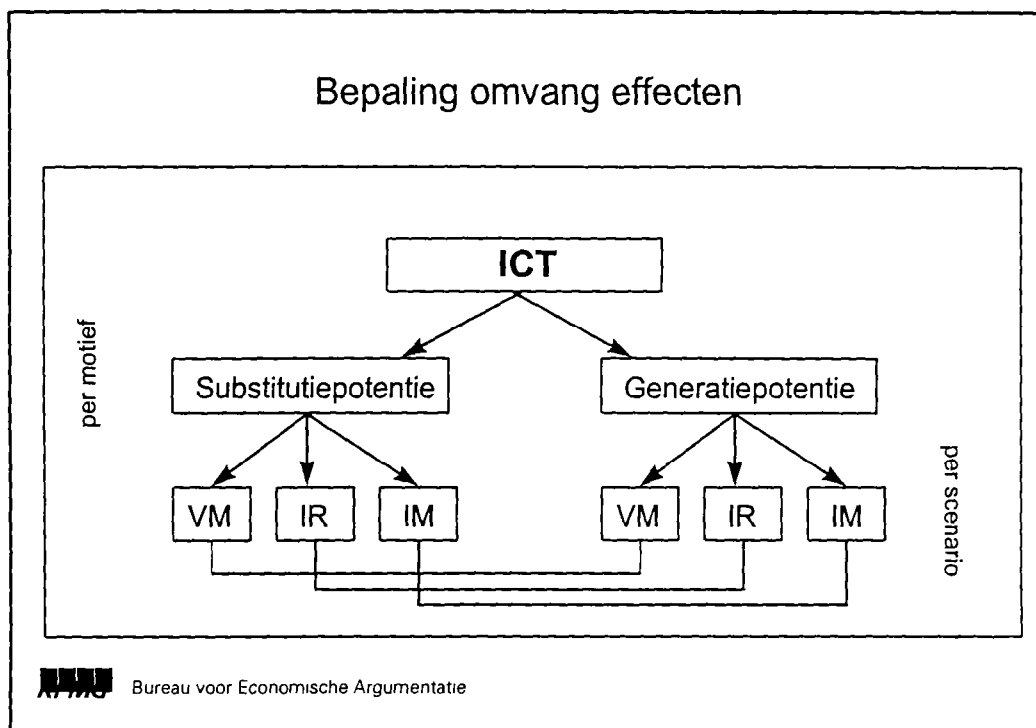 Bepaling omvang effecten
ICT
per motief
Substitutiepotentie Generatiepotentie
VM IR IM VM IR IM
per scenario
KPMG Bureau voor Economische Argumentatie